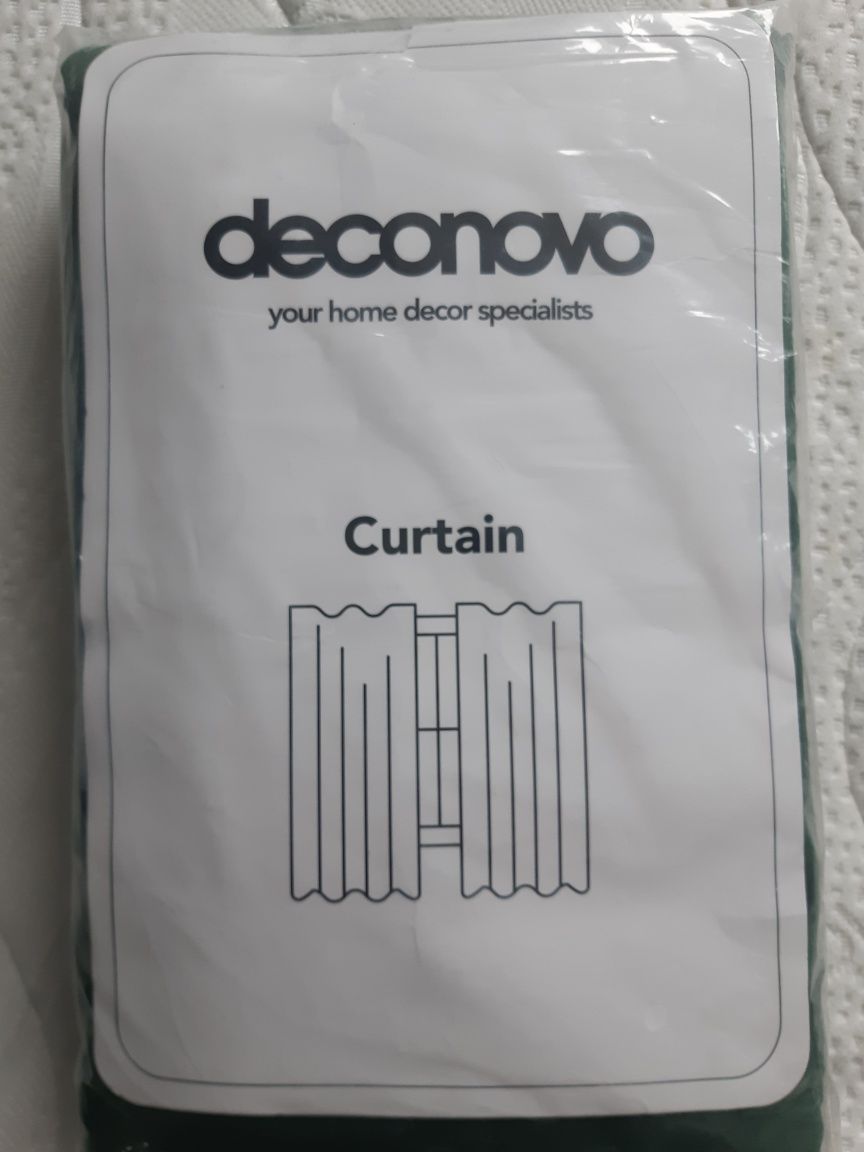 deconovo
your home decor specialists
Curtain